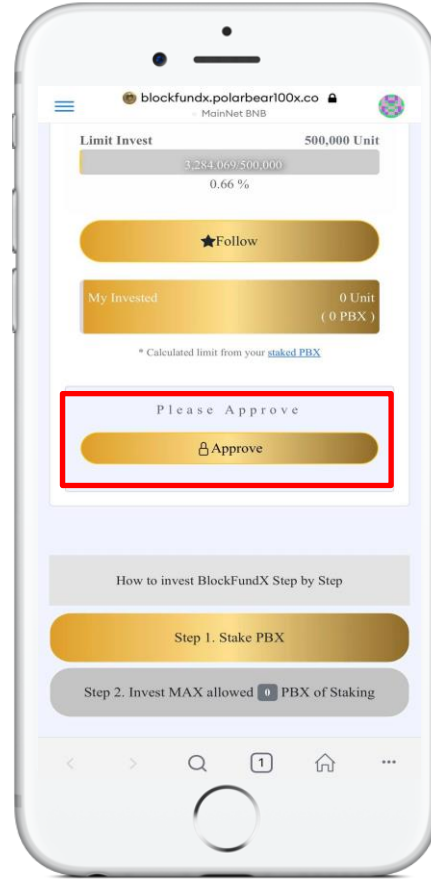 blockfundx.polarbear100x.co
MainNet BNB
Limit Invest 500,000 Unit
3,284.069/500,000
0.66 %
Follow
My Invested 0 Unit
( 0 PBX )
* Calculated limit from your staked PBX
Please Approve
Approve
How to invest BlockFundX Step by Step
Step 1. Stake PBX
Step 2. Invest MAX allowed 0 PBX of Staking
1